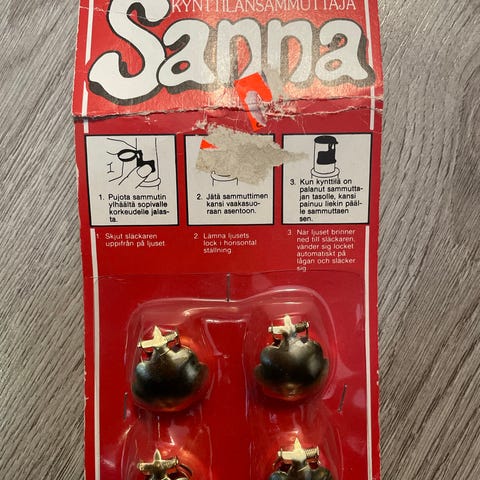 KYNTTILÄNSAMMUTTAJA
Sanna
1. Pujota sammutin
ylhäältä sopivalle
korkeudelle jalas-
ta.
2. Jätä sammuttimen
kansi vaakasuo-
raan asentoon.
3. Kun kynttilä on
palanut sammutta-
jan tasolle, kansi
painuu liekin pääl-
le sammuttaen
sen.
1. Skjut släckaren
uppifrån på ljuset.
2. Lämna ljusets
lock i horisontal
ställning.
3. När ljuset brinner
ned till släckaren,
vänder sig locket
automatiskt på
lågan och släcker
sig.